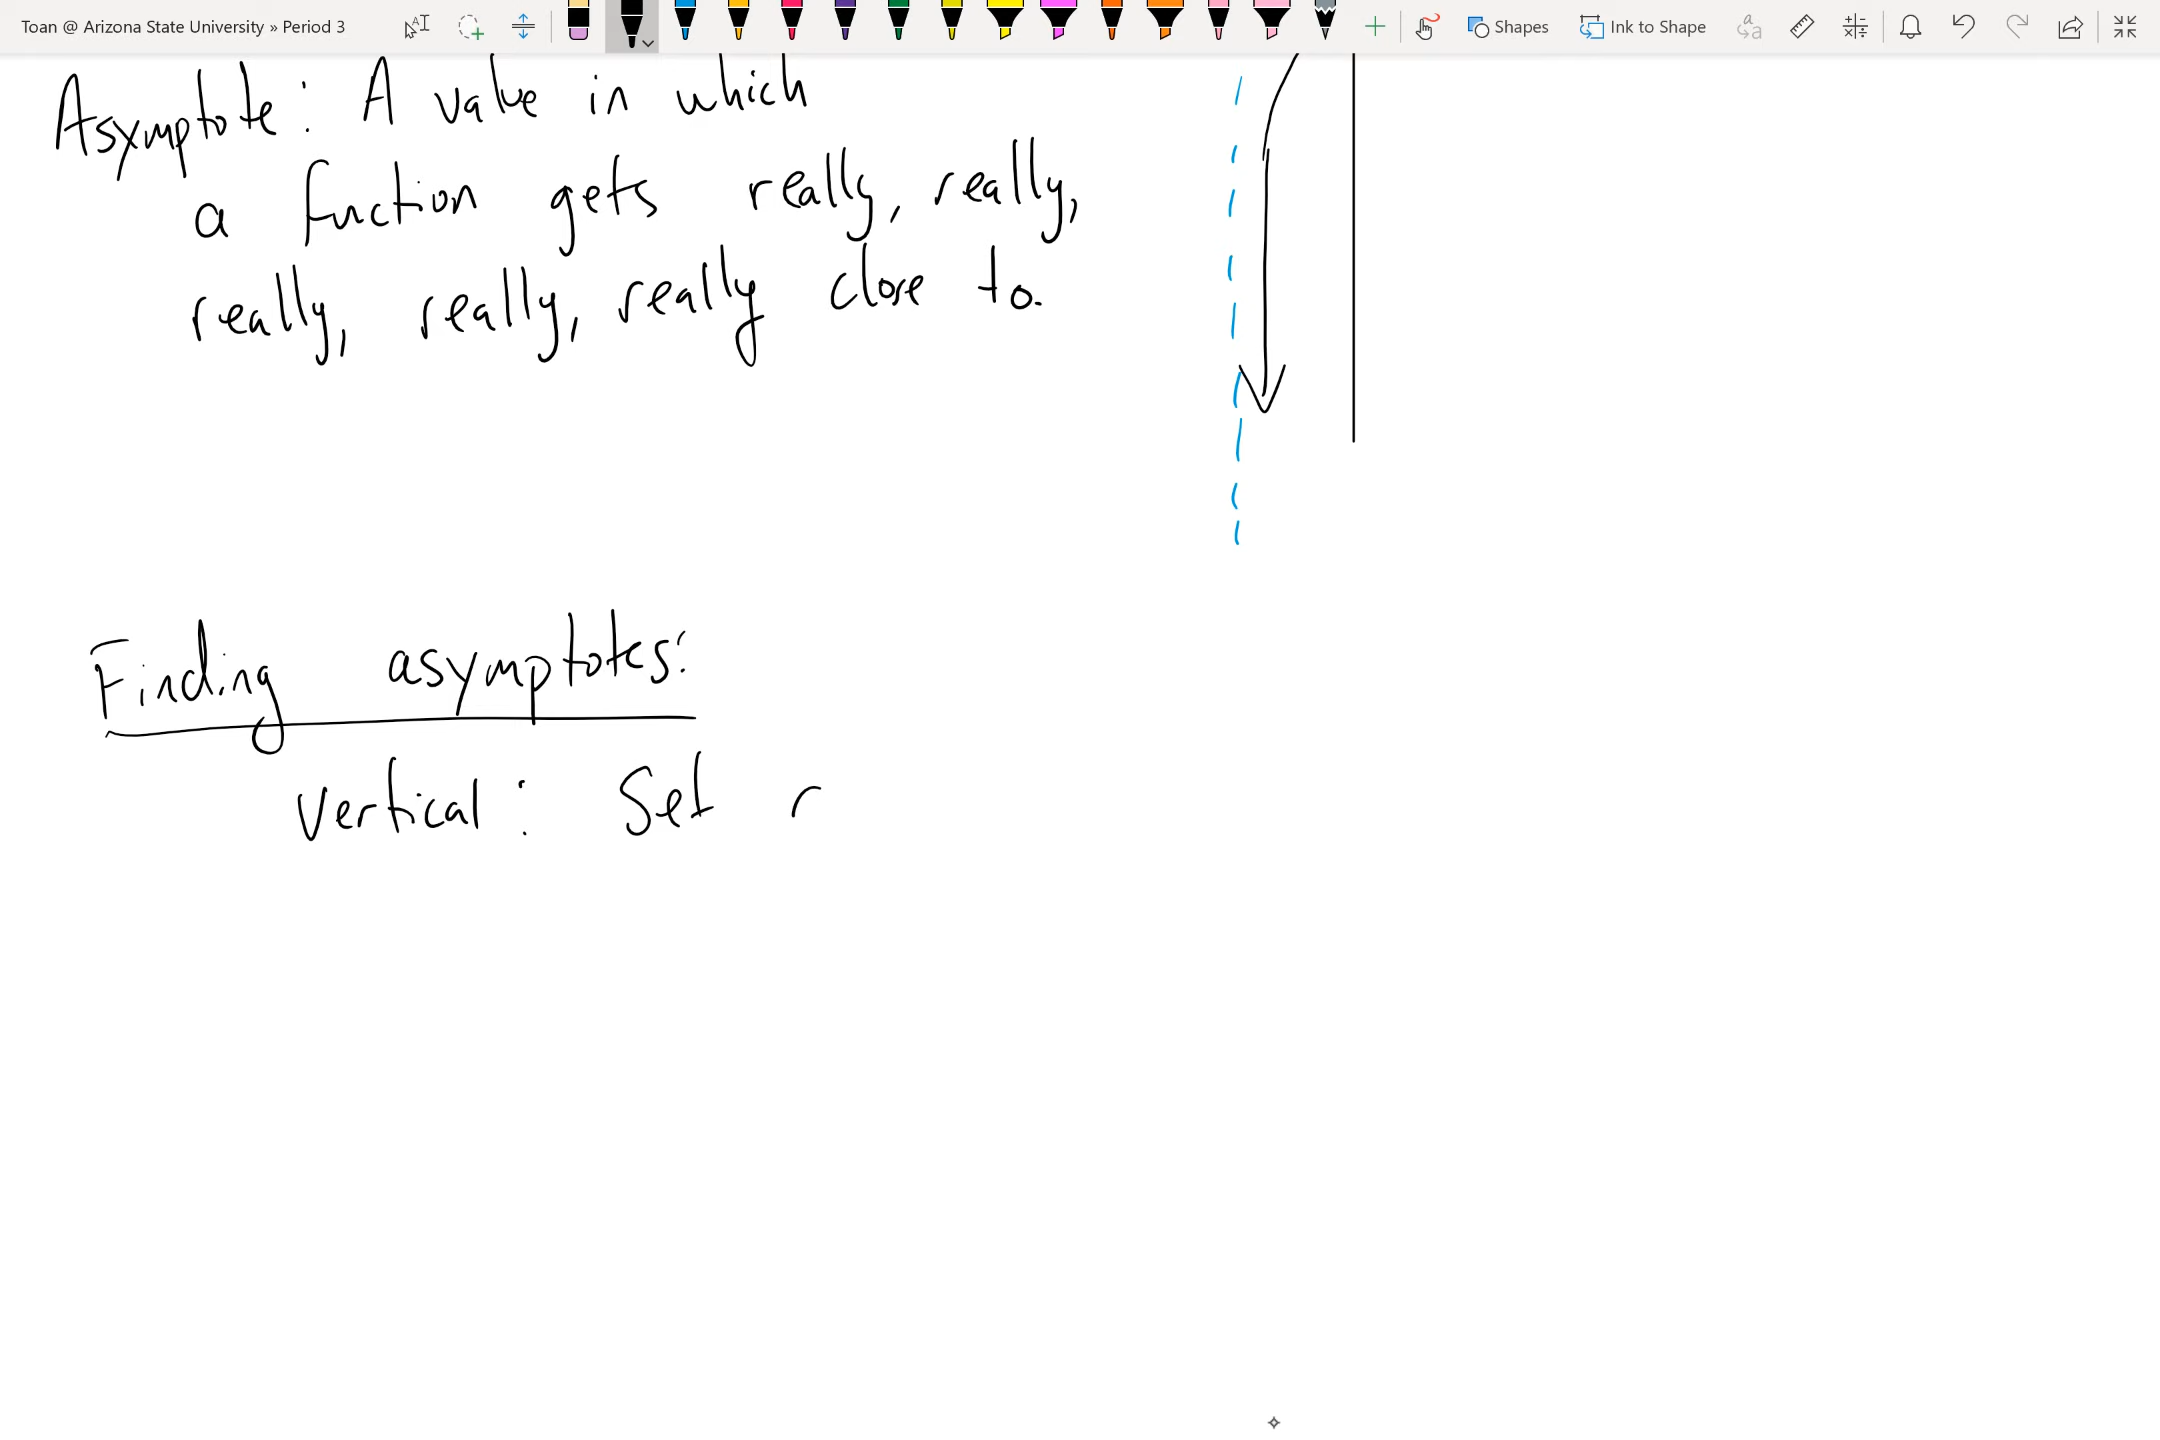 Toan @ Arizona State University » Period 3
Shapes
Ink to Shape
Asymptote: A value in which
a function gets really, really,
really, really, really close to.
Finding asymptotes:
Vertical: Set